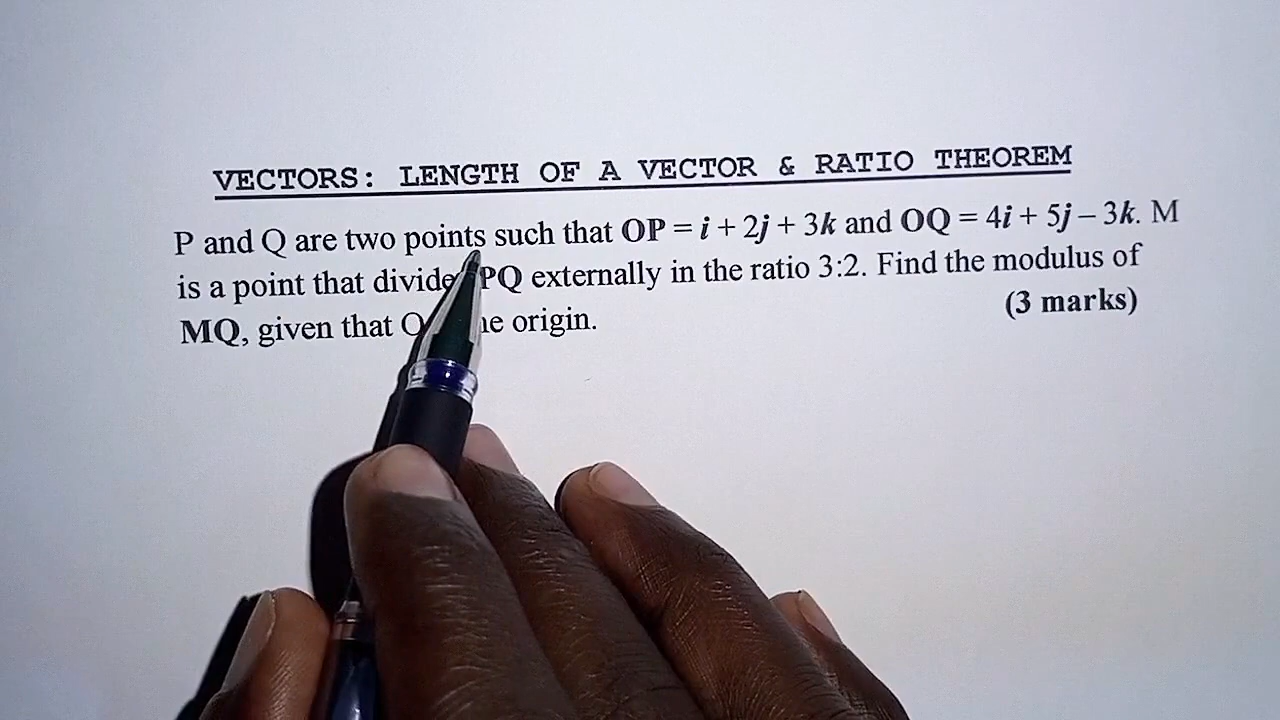 VECTORS: LENGTH OF A VECTOR & RATIO THEOREM
P and Q are two points such that OP = i + 2j + 3k and OQ = 4i + 5j – 3k. M
is a point that divide PQ externally in the ratio 3:2. Find the modulus of
MQ, given that O origin.
(3 marks)